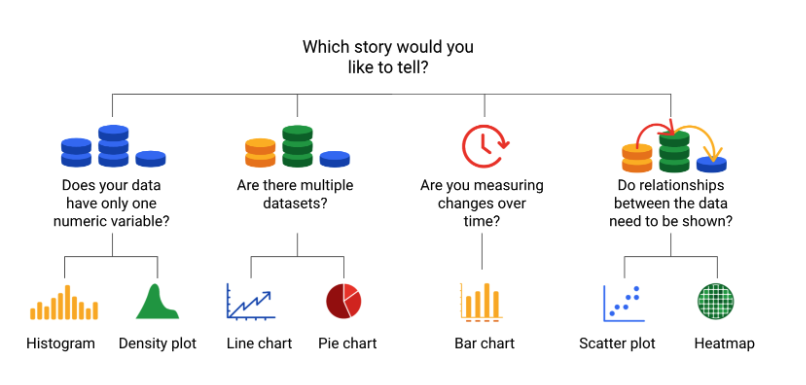 Which story would you
like to tell?
Does your data
have only one
numeric variable?
Are there multiple
datasets?
Are you measuring
changes over
time?
Do relationships
between the data
need to be shown?
Histogram
Density plot
Line chart
Pie chart
Bar chart
Scatter plot
Heatmap